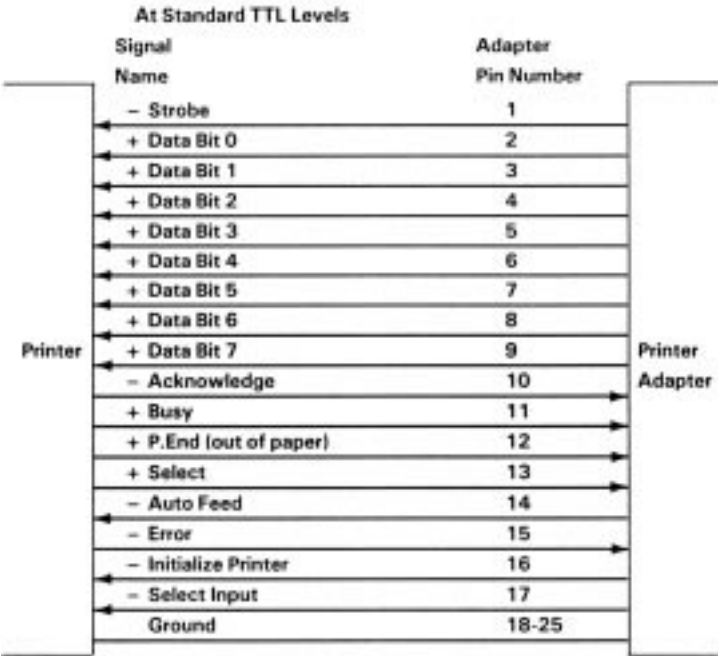 At Standard TTL Levels
Signal Adapter
Name Pin Number
– Strobe 1
+ Data Bit 0 2
+ Data Bit 1 3
+ Data Bit 2 4
+ Data Bit 3 5
+ Data Bit 4 6
+ Data Bit 5 7
+ Data Bit 6 8
Printer + Data Bit 7 9 Printer
– Acknowledge 10 Adapter
+ Busy 11
+ P.End (out of paper) 12
+ Select 13
– Auto Feed 14
– Error 15
– Initialize Printer 16
– Select Input 17
Ground 18-25